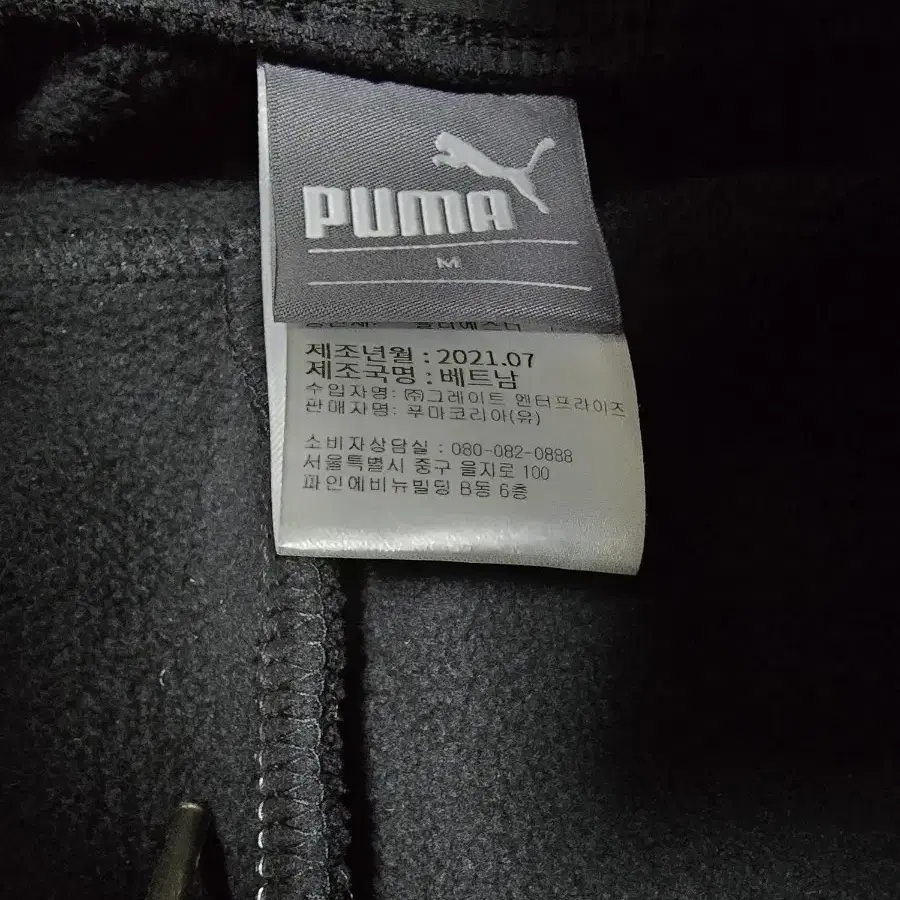 PUMA
M
제조년월 : 2021.07
제조국명 : 베트남
수입자명: ㈜그레이트 엔터프라이즈
판매자명: 푸마코리아(유)
소비자상담실 : 080-082-0888
서울특별시 중구 을지로 100
파인에비뉴빌딩 B동 6층